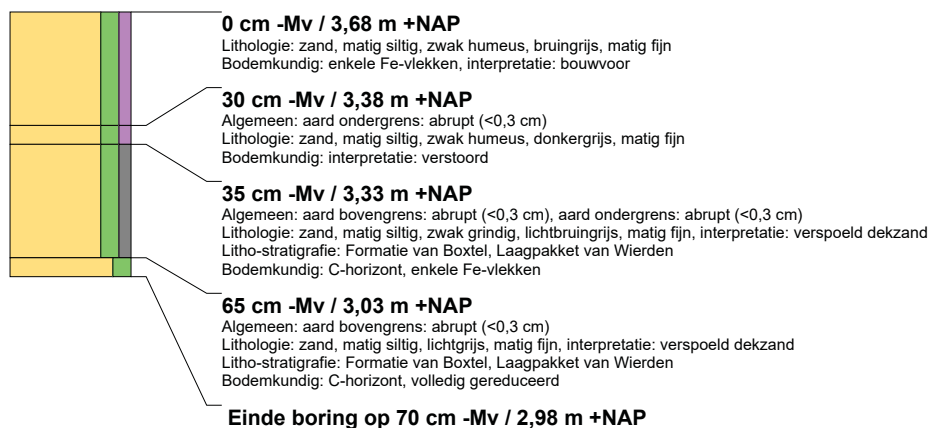 0 cm -Mv / 3,68 m +NAP
Lithologie: zand, matig siltig, zwak humeus, bruingrijs, matig fijn
Bodemkundig: enkele Fe-vlekken, interpretatie: bouwvoor
30 cm -Mv / 3,38 m +NAP
Algemeen: aard ondergrens: abrupt (<0,3 cm)
Lithologie: zand, matig siltig, zwak humeus, donkergrijs, matig fijn
Bodemkundig: interpretatie: verstoord
35 cm -Mv / 3,33 m +NAP
Algemeen: aard bovengrens: abrupt (<0,3 cm), aard ondergrens: abrupt (<0,3 cm)
Lithologie: zand, matig siltig, zwak grindig, lichtbruingrijs, matig fijn, interpretatie: verspoeld dekzand
Litho-stratigrafie: Formatie van Boxtel, Laagpakket van Wierden
Bodemkundig: C-horizont, enkele Fe-vlekken
65 cm -Mv / 3,03 m +NAP
Algemeen: aard bovengrens: abrupt (<0,3 cm)
Lithologie: zand, matig siltig, lichtgrijs, matig fijn, interpretatie: verspoeld dekzand
Litho-stratigrafie: Formatie van Boxtel, Laagpakket van Wierden
Bodemkundig: C-horizont, volledig gereduceerd
Einde boring op 70 cm -Mv / 2,98 m +NAP